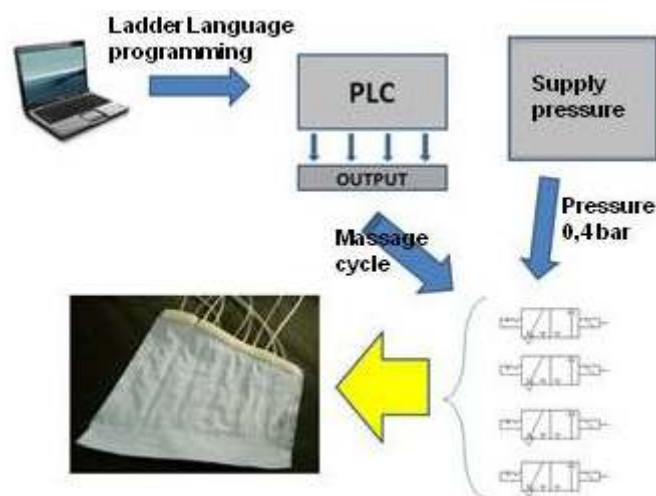 Ladder Language
programming
PLC
OUTPUT
Supply
pressure
Massage
cycle
Pressure
0,4 bar